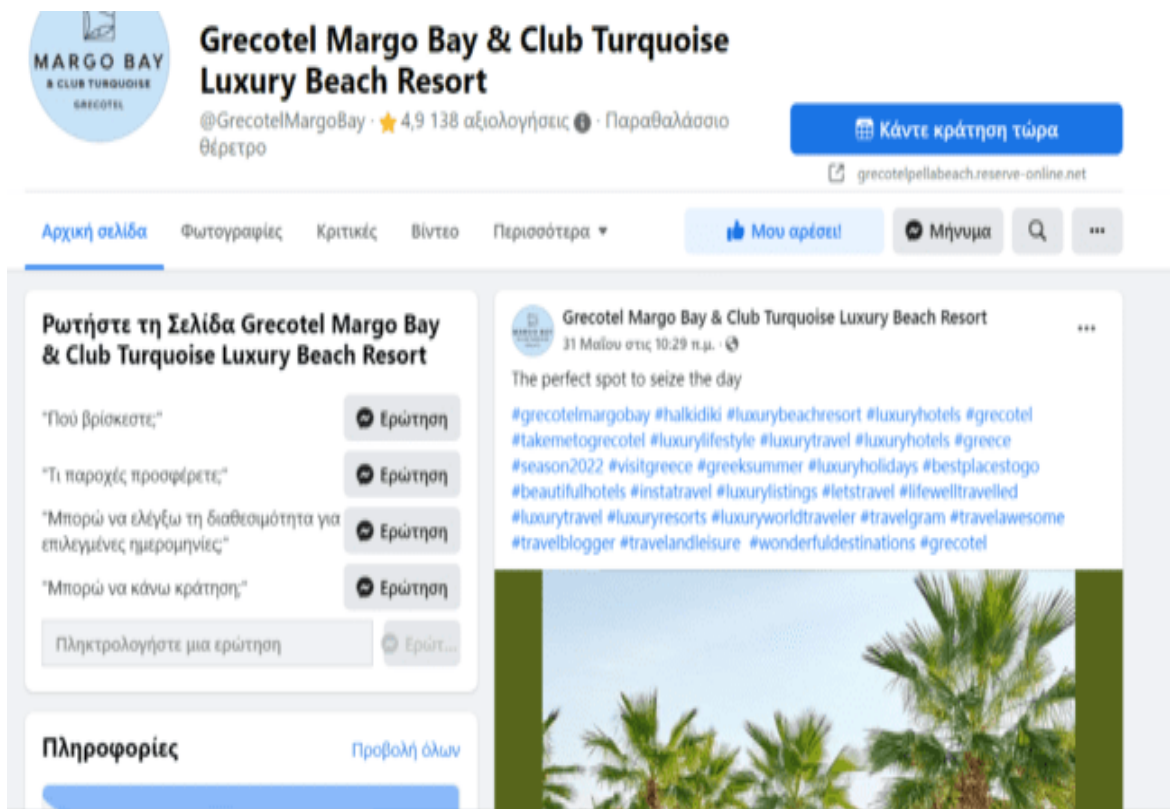 MARGO BAY
& CLUB TURQUOISE
GRECOTEL
Grecotel Margo Bay & Club Turquoise
Luxury Beach Resort
@GrecotelMargoBay · 4,9 138 αξιολογήσεις · Παραθαλάσσιο
θέρετρο
Κάντε κράτηση τώρα
grecotelpellabeach.reserve-online.net
Αρχική σελίδα Φωτογραφίες Κριτικές Βίντεο Περισσότερα
Μου αρέσει! Μήνυμα
Ρωτήστε τη Σελίδα Grecotel Margo Bay
& Club Turquoise Luxury Beach Resort
"Πού βρίσκεστε;" Ερώτηση
"Τι παροχές προσφέρετε;" Ερώτηση
"Μπορώ να ελέγξω τη διαθεσιμότητα για
επιλεγμένες ημερομηνίες;" Ερώτηση
"Μπορώ να κάνω κράτηση;" Ερώτηση
Πληκτρολογήστε μια ερώτηση Ερώτ...
Πληροφορίες Προβολή όλων
Grecotel Margo Bay & Club Turquoise Luxury Beach Resort
31 Μαΐου στις 10:29 π.μ. ·
The perfect spot to seize the day
#grecotelmargobay #halkidiki #luxurybeachresort #luxuryhotels #grecotel
#takemetogrecotel #luxurylifestyle #luxurytravel #luxuryhotels #greece
#season2022 #visitgreece #greeksummer #luxuryholidays #bestplacestogo
#beautifulhotels #instatravel #luxurylistings #letstravel #lifewelltravelled
#luxurytravel #luxuryresorts #luxuryworldtraveler #travelgram #travelawesome
#travelblogger #travelandleisure #wonderfuldestinations #grecotel